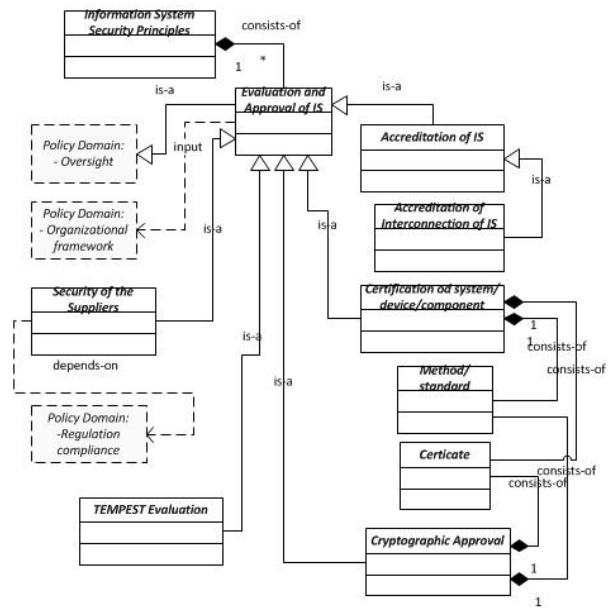 Information System
Security Principles
consists-of
1
*
is-a
Evaluation and
Approval of IS
is-a
Policy Domain:
- Oversight
input
Accreditation of IS
is-a
Policy Domain:
- Organizational
framework
is-a
Accreditation of
Interconnection of IS
is-a
Security of the
Suppliers
Certification od system/
device/component
1
1
consists-of
consists-of
depends-on
is-a
is-a
Method/
standard
Policy Domain:
-Regulation
compliance
Certicate
consists-of
consists-of
TEMPEST Evaluation
Cryptographic Approval
1
1